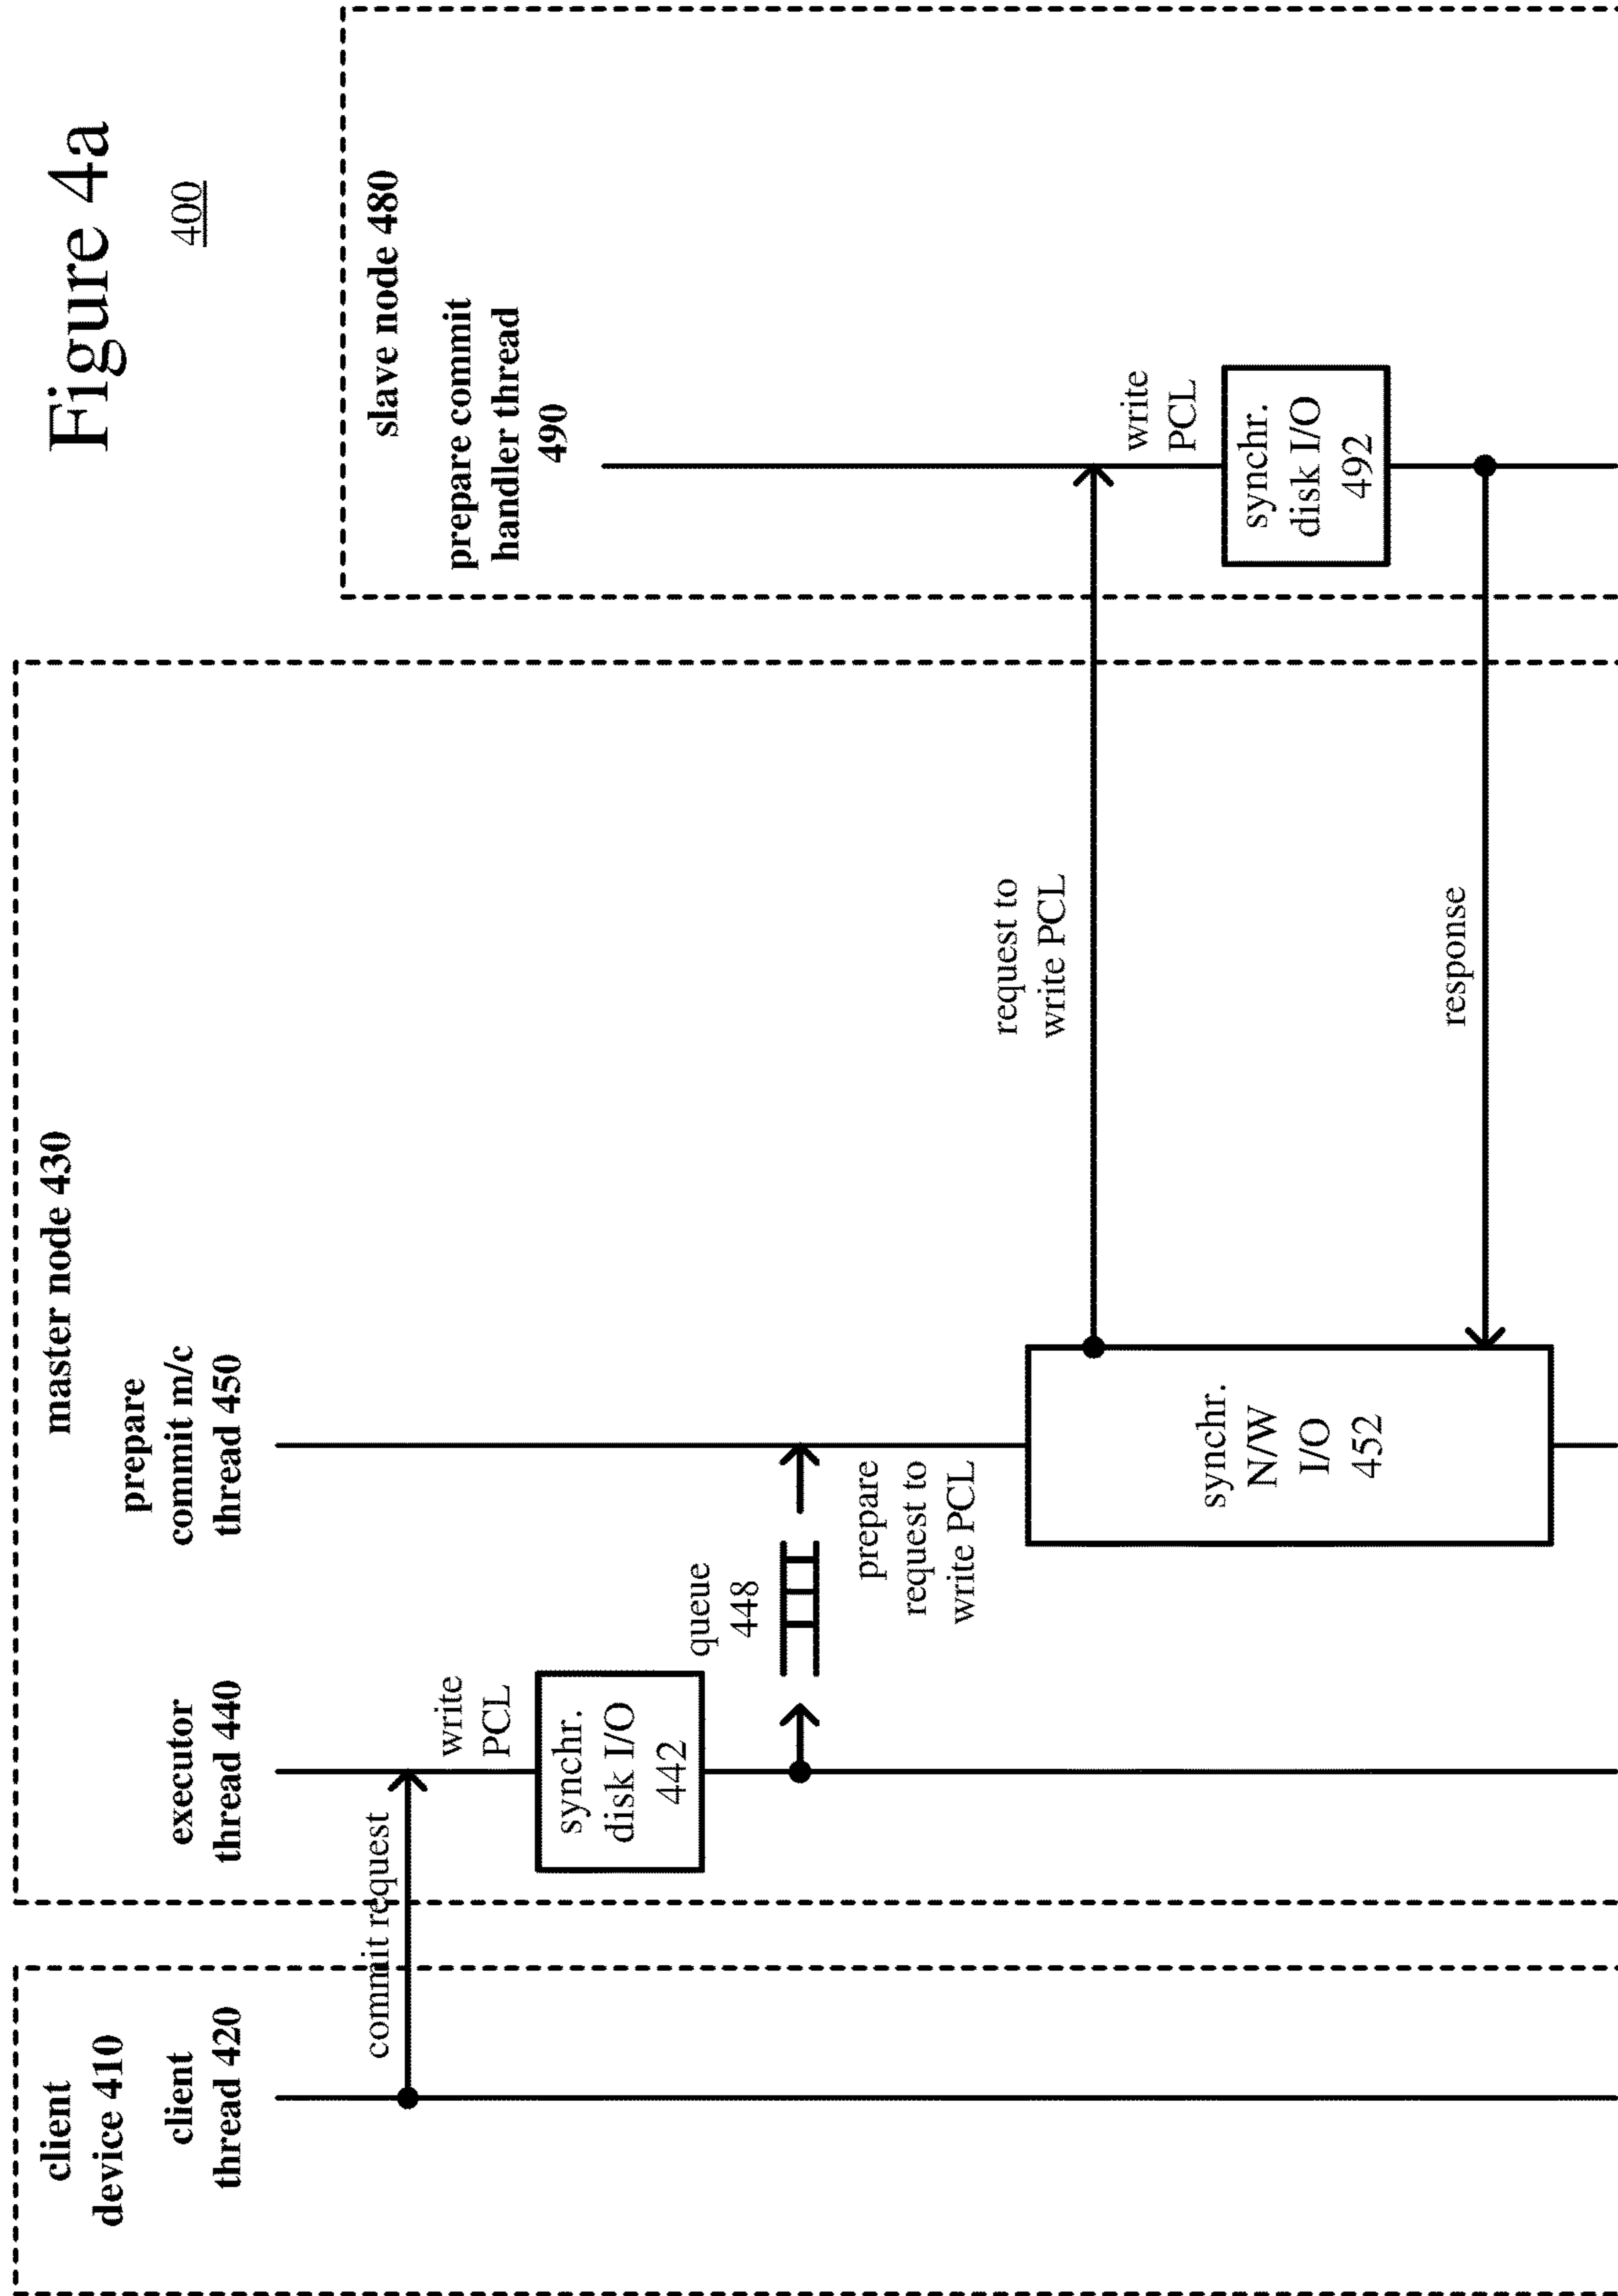 Figure 4a
400
client
device 410
client
thread 420
master node 430
executor
thread 440
prepare
commit m/c
thread 450
slave node 480
prepare commit
handler thread
490
commit request
write
PCL
synchr.
disk I/O
442
queue
448
prepare
request to
write PCL
synchr.
N/W
I/O
452
request to
write PCL
write
PCL
synchr.
disk I/O
492
response